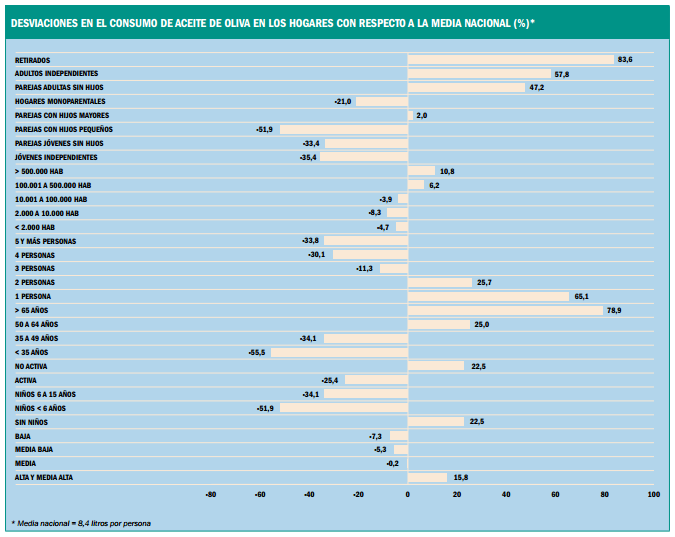 DESVIACIONES EN EL CONSUMO DE ACEITE DE OLIVA EN LOS HOGARES CON RESPECTO A LA MEDIA NACIONAL (%)*
RETIRADOS 83,6
ADULTOS INDEPENDIENTES 57,8
PAREJAS ADULTAS SIN HIJOS 47,2
HOGARES MONOPARENTALES -21,0
PAREJAS CON HIJOS MAYORES 2,0
PAREJAS CON HIJOS PEQUEÑOS -51,9
PAREJAS JÓVENES SIN HIJOS -33,4
JÓVENES INDEPENDIENTES -35,4
> 500.000 HAB 10,8
100.001 A 500.000 HAB 6,2
10.001 A 100.000 HAB -3,9
2.000 A 10.000 HAB -8,3
< 2.000 HAB -4,7
5 Y MÁS PERSONAS -33,8
4 PERSONAS -30,1
3 PERSONAS -11,3
2 PERSONAS 25,7
1 PERSONA 65,1
> 65 AÑOS 78,9
50 A 64 AÑOS 25,0
35 A 49 AÑOS -34,1
< 35 AÑOS -55,5
NO ACTIVA 22,5
ACTIVA -25,4
NIÑOS 6 A 15 AÑOS -34,1
NIÑOS < 6 AÑOS -51,9
SIN NIÑOS 22,5
BAJA -7,3
MEDIA BAJA -5,3
MEDIA -0,2
ALTA Y MEDIA ALTA 15,8
-80 -60 -40 -20 0 20 40 60 80 100
* Media nacional = 8,4 litros por persona